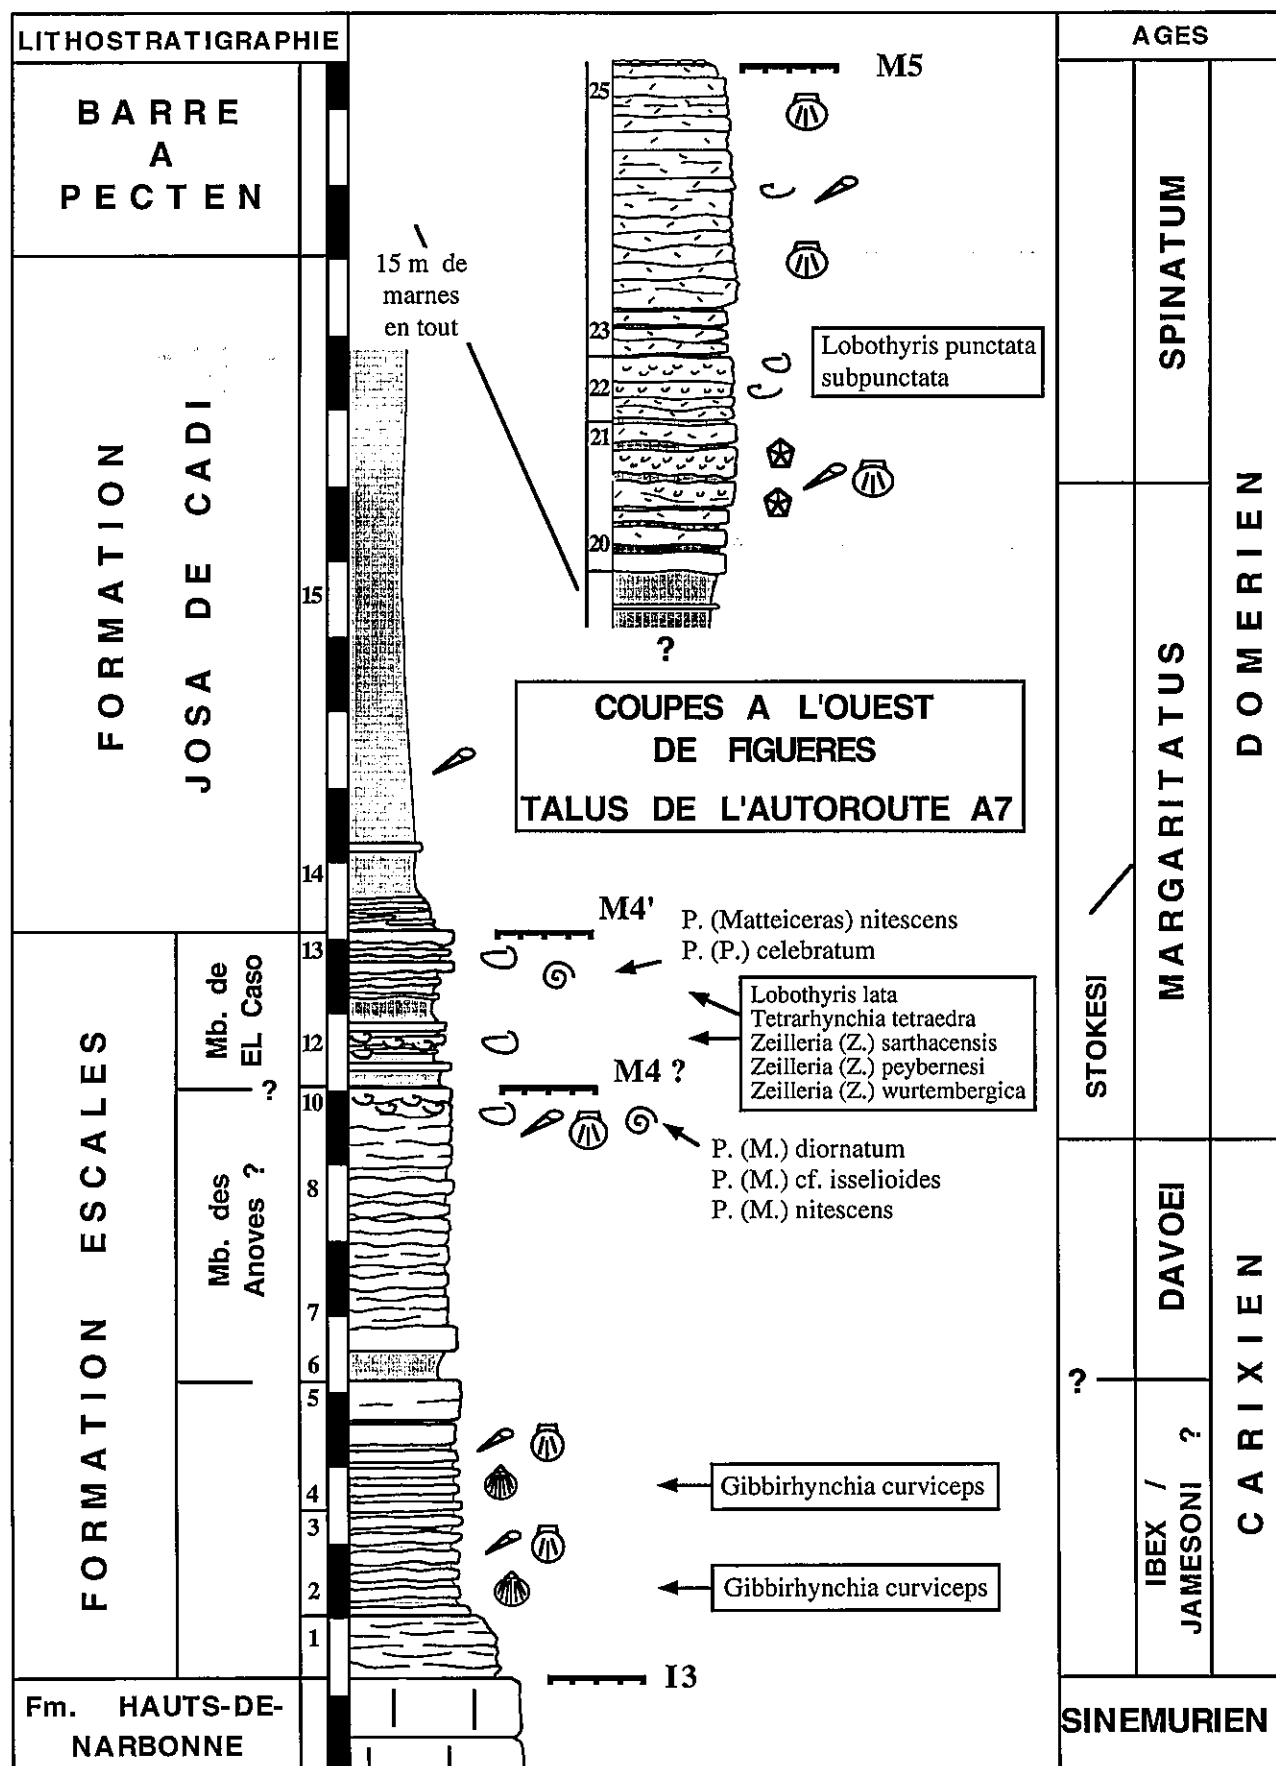 LITHOSTRATIGRAPHIE
AGES
BARRE
A
PECTEN
FORMATION
JOSA DE CADI
FORMATION ESCALES
Mb. de
EL Caso
?
Mb. des
Anoves ?
Fm. HAUTS-DE-
NARBONNE
15
14
13
12
10
8
7
6
5
4
3
2
1
15 m de
marnes
en tout
25
23
22
21
20
?
M5
Lobothyris punctata
subpunctata
COUPES A L'OUEST
DE FIGUERES
TALUS DE L'AUTOROUTE A7
M4'
P. (Matteiceras) nitescens
P. (P.) celebratum
Lobothyris lata
Tetrarhynchia tetraedra
Zeilleria (Z.) sarthacensis
Zeilleria (Z.) peybernesi
Zeilleria (Z.) wurtembergica
M4 ?
P. (M.) diornatum
P. (M.) cf. isselioides
P. (M.) nitescens
Gibbirhynchia curviceps
Gibbirhynchia curviceps
I3
SPINATUM
MARGARITATUS
STOKESI
DAVOEI
?
IBEX /
JAMESONI ?
DOMERIEN
CARIXIEN
SINEMURIEN